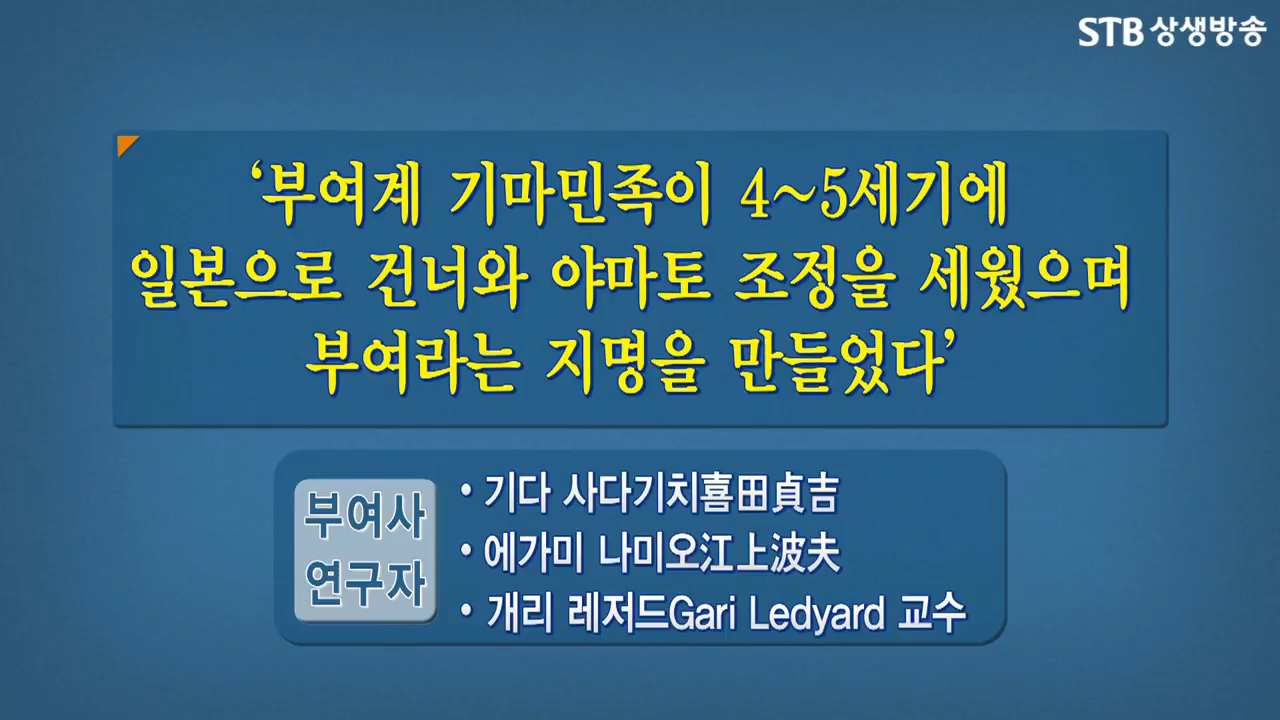 STB 상생방송
‘부여계 기마민족이 4~5세기에
일본으로 건너와 야마토 조정을 세웠으며
부여라는 지명을 만들었다’
부여사
연구자
• 기다 사다기치喜田貞吉
• 에가미 나미오江上波夫
• 개리 레저드Gari Ledyard 교수